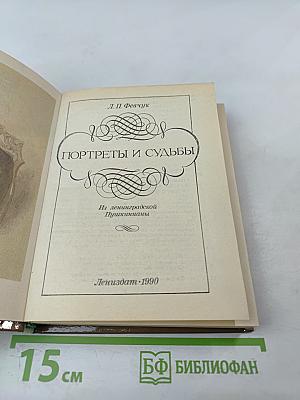 Л. П. Февчук
ПОРТРЕТЫ И СУДЬБЫ
Из ленинградской
Пушкинианы
Лениздат · 1990
15 см
БФ БИБЛИОФАН